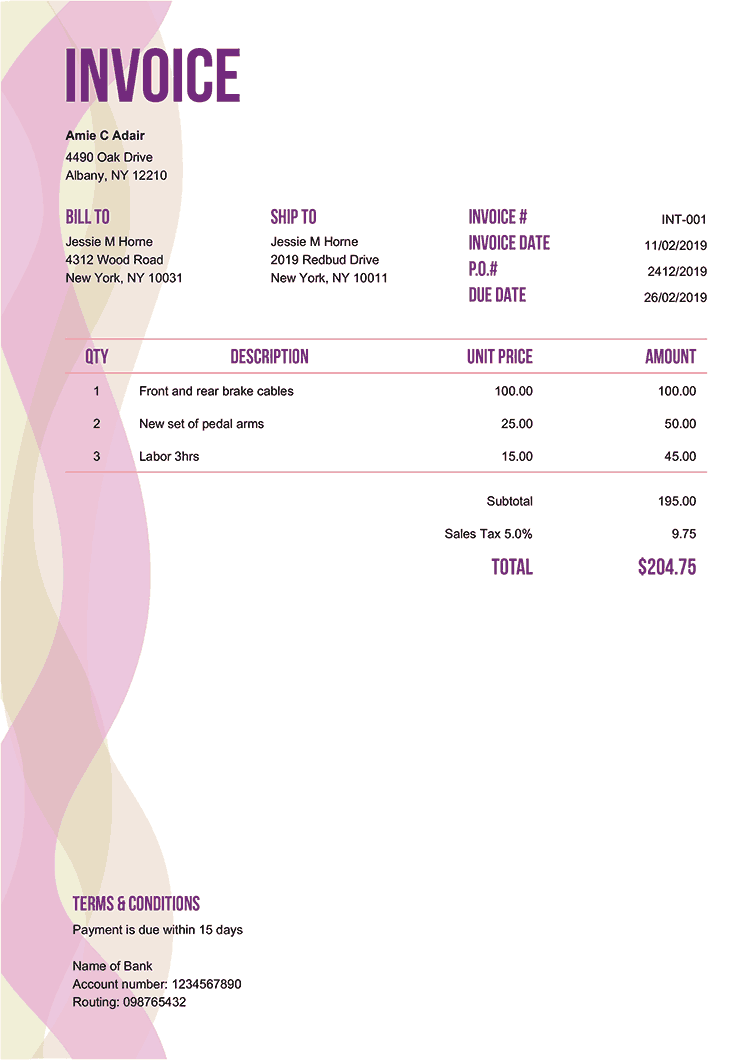 INVOICE
Amie C Adair
4490 Oak Drive
Albany, NY 12210
BILL TO
Jessie M Horne
4312 Wood Road
New York, NY 10031
SHIP TO
Jessie M Horne
2019 Redbud Drive
New York, NY 10011
INVOICE # INT-001
INVOICE DATE 11/02/2019
P.O.# 2412/2019
DUE DATE 26/02/2019
QTY DESCRIPTION UNIT PRICE AMOUNT
1 Front and rear brake cables 100.00 100.00
2 New set of pedal arms 25.00 50.00
3 Labor 3hrs 15.00 45.00
Subtotal 195.00
Sales Tax 5.0% 9.75
TOTAL $204.75
TERMS & CONDITIONS
Payment is due within 15 days
Name of Bank
Account number: 1234567890
Routing: 098765432